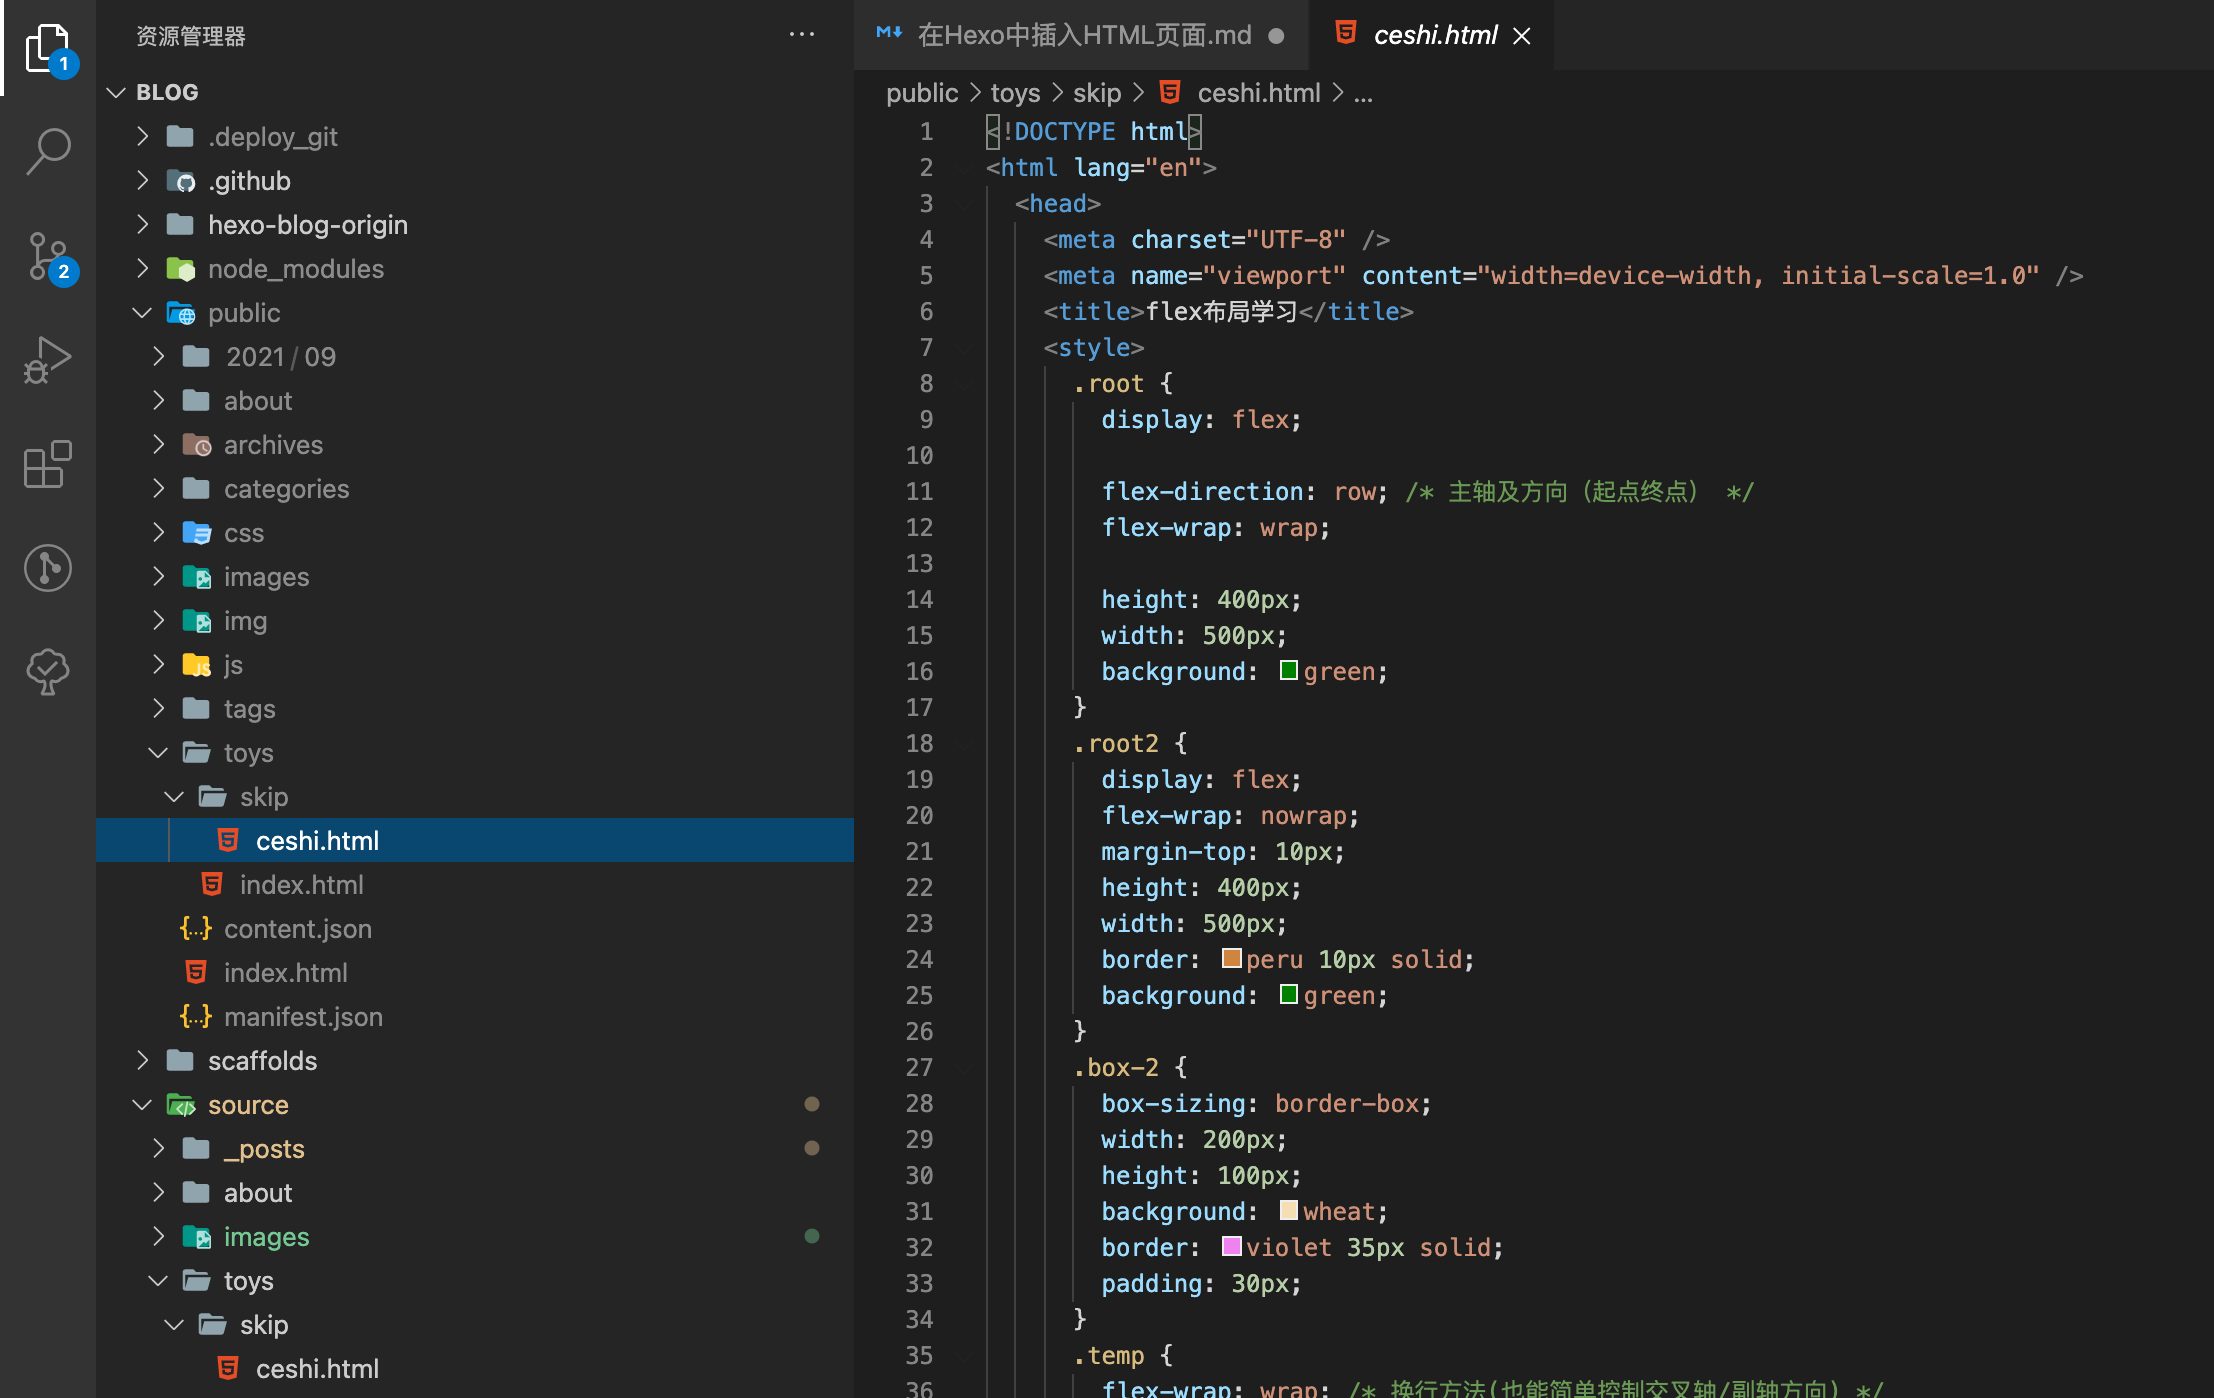 资源管理器
···
1
2
BLOG
.deploy_git
.github
hexo-blog-origin
node_modules
public
2021 / 09
about
archives
categories
css
images
img
js
tags
toys
skip
ceshi.html
index.html
content.json
index.html
manifest.json
scaffolds
source
_posts
about
images
toys
skip
ceshi.html
在Hexo中插入HTML页面.md
ceshi.html
public > toys > skip > ceshi.html > ...
1 <!DOCTYPE html>
2 <html lang="en">
3 <head>
4 <meta charset="UTF-8" />
5 <meta name="viewport" content="width=device-width, initial-scale=1.0" />
6 <title>flex布局学习</title>
7 <style>
8 .root {
9 display: flex;
10
11 flex-direction: row; /* 主轴及方向（起点终点） */
12 flex-wrap: wrap;
13
14 height: 400px;
15 width: 500px;
16 background: green;
17 }
18 .root2 {
19 display: flex;
20 flex-wrap: nowrap;
21 margin-top: 10px;
22 height: 400px;
23 width: 500px;
24 border: peru 10px solid;
25 background: green;
26 }
27 .box-2 {
28 box-sizing: border-box;
29 width: 200px;
30 height: 100px;
31 background: wheat;
32 border: violet 35px solid;
33 padding: 30px;
34 }
35 .temp {
36 flex-wrap: wrap; /* 换行方法(也能简单控制交叉轴/副轴方向) */